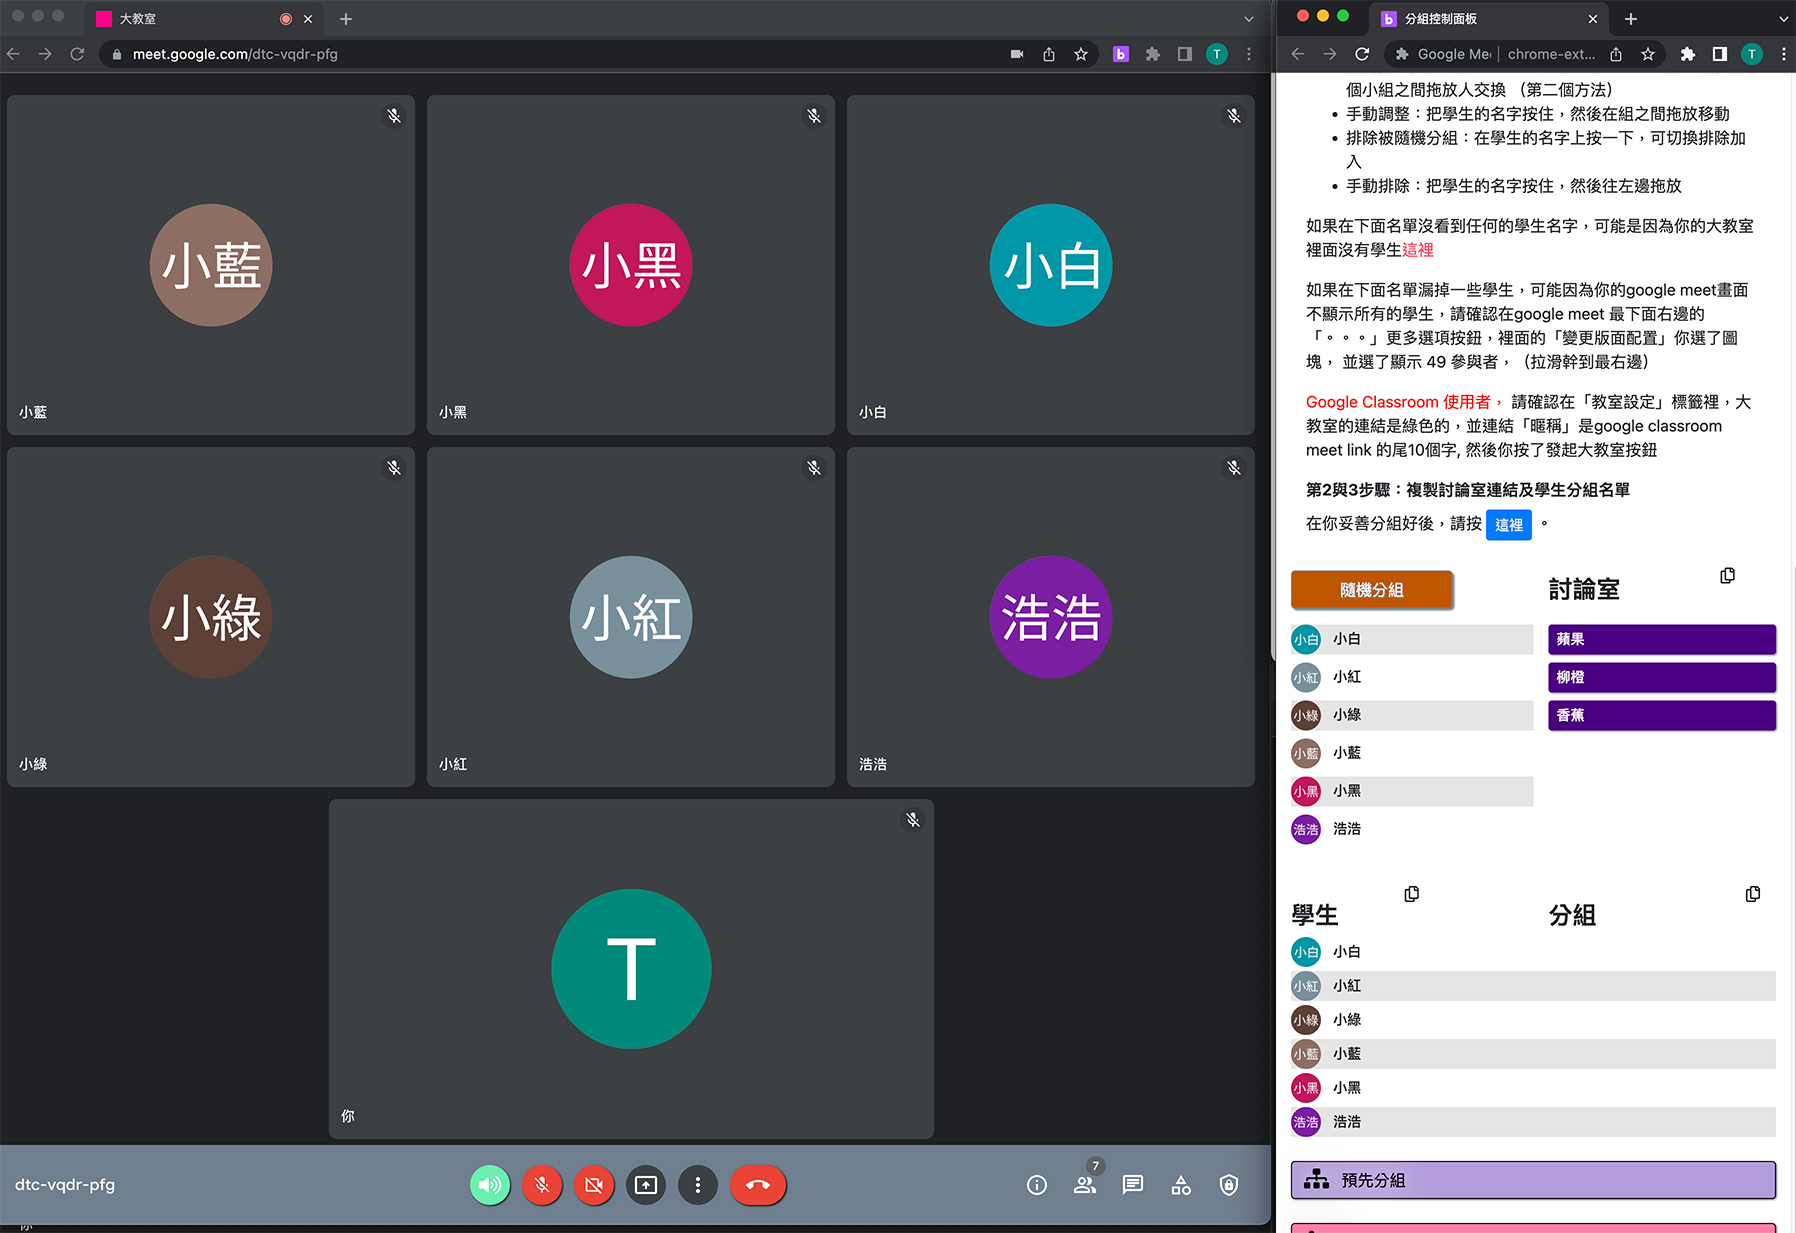 大教室
meet.google.com/dtc-vqdr-pfg
b
T
小藍
小藍
小黑
小黑
小白
小白
小綠
小綠
小紅
小紅
浩浩
浩浩
T
你
dtc-vqdr-pfg
7
分組控制面板
Google Me
chrome-ext...
T
個小組之間拖放人交換 （第二個方法）
• 手動調整：把學生的名字按住，然後在組之間拖放移動
• 排除被隨機分組：在學生的名字上按一下，可切換排除加
入
• 手動排除：把學生的名字按住，然後往左邊拖放
如果在下面名單沒看到任何的學生名字，可能是因為你的大教室
裡面沒有學生這裡
如果在下面名單漏掉一些學生，可能因為你的google meet畫面
不顯示所有的學生，請確認在google meet 最下面右邊的
「。。。」更多選項按鈕，裡面的「變更版面配置」你選了圖
塊， 並選了顯示 49 參與者，（拉滑幹到最右邊）
Google Classroom 使用者， 請確認在「教室設定」標籤裡，大
教室的連結是綠色的，並連結「暱稱」是google classroom
meet link 的尾10個字, 然後你按了發起大教室按鈕
第2與3步驟：複製討論室連結及學生分組名單
在你妥善分組好後，請按 這裡 。
隨機分組
討論室
小白 小白
小紅 小紅
小綠 小綠
小藍 小藍
小黑 小黑
浩浩 浩浩
蘋果
柳橙
香蕉
學生
分組
小白 小白
小紅 小紅
小綠 小綠
小藍 小藍
小黑 小黑
浩浩 浩浩
預先分組